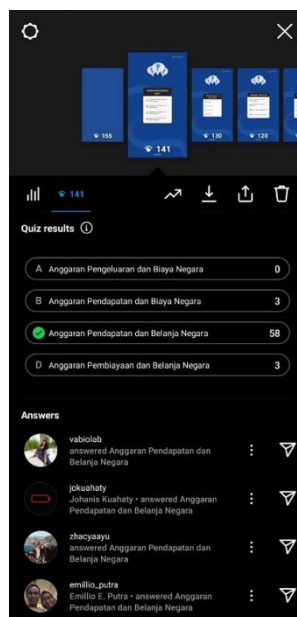 155
141
130
120
141
Quiz results
A Anggaran Pengeluaran dan Biaya Negara 0
B Anggaran Pendapatan dan Biaya Negara 3
Anggaran Pendapatan dan Belanja Negara 58
D Anggaran Pembiayaan dan Belanja Negara 3
Answers
vabiolab
answered Anggaran Pendapatan dan
Belanja Negara
jckuahaty
Johanis Kuahaty • answered Anggaran
Pendapatan dan Belanja Negara
zhacyaayu
answered Anggaran Pendapatan dan
Belanja Negara
emillio_putra
Emillio E. Putra • answered Anggaran
Pendapatan dan Belanja Negara